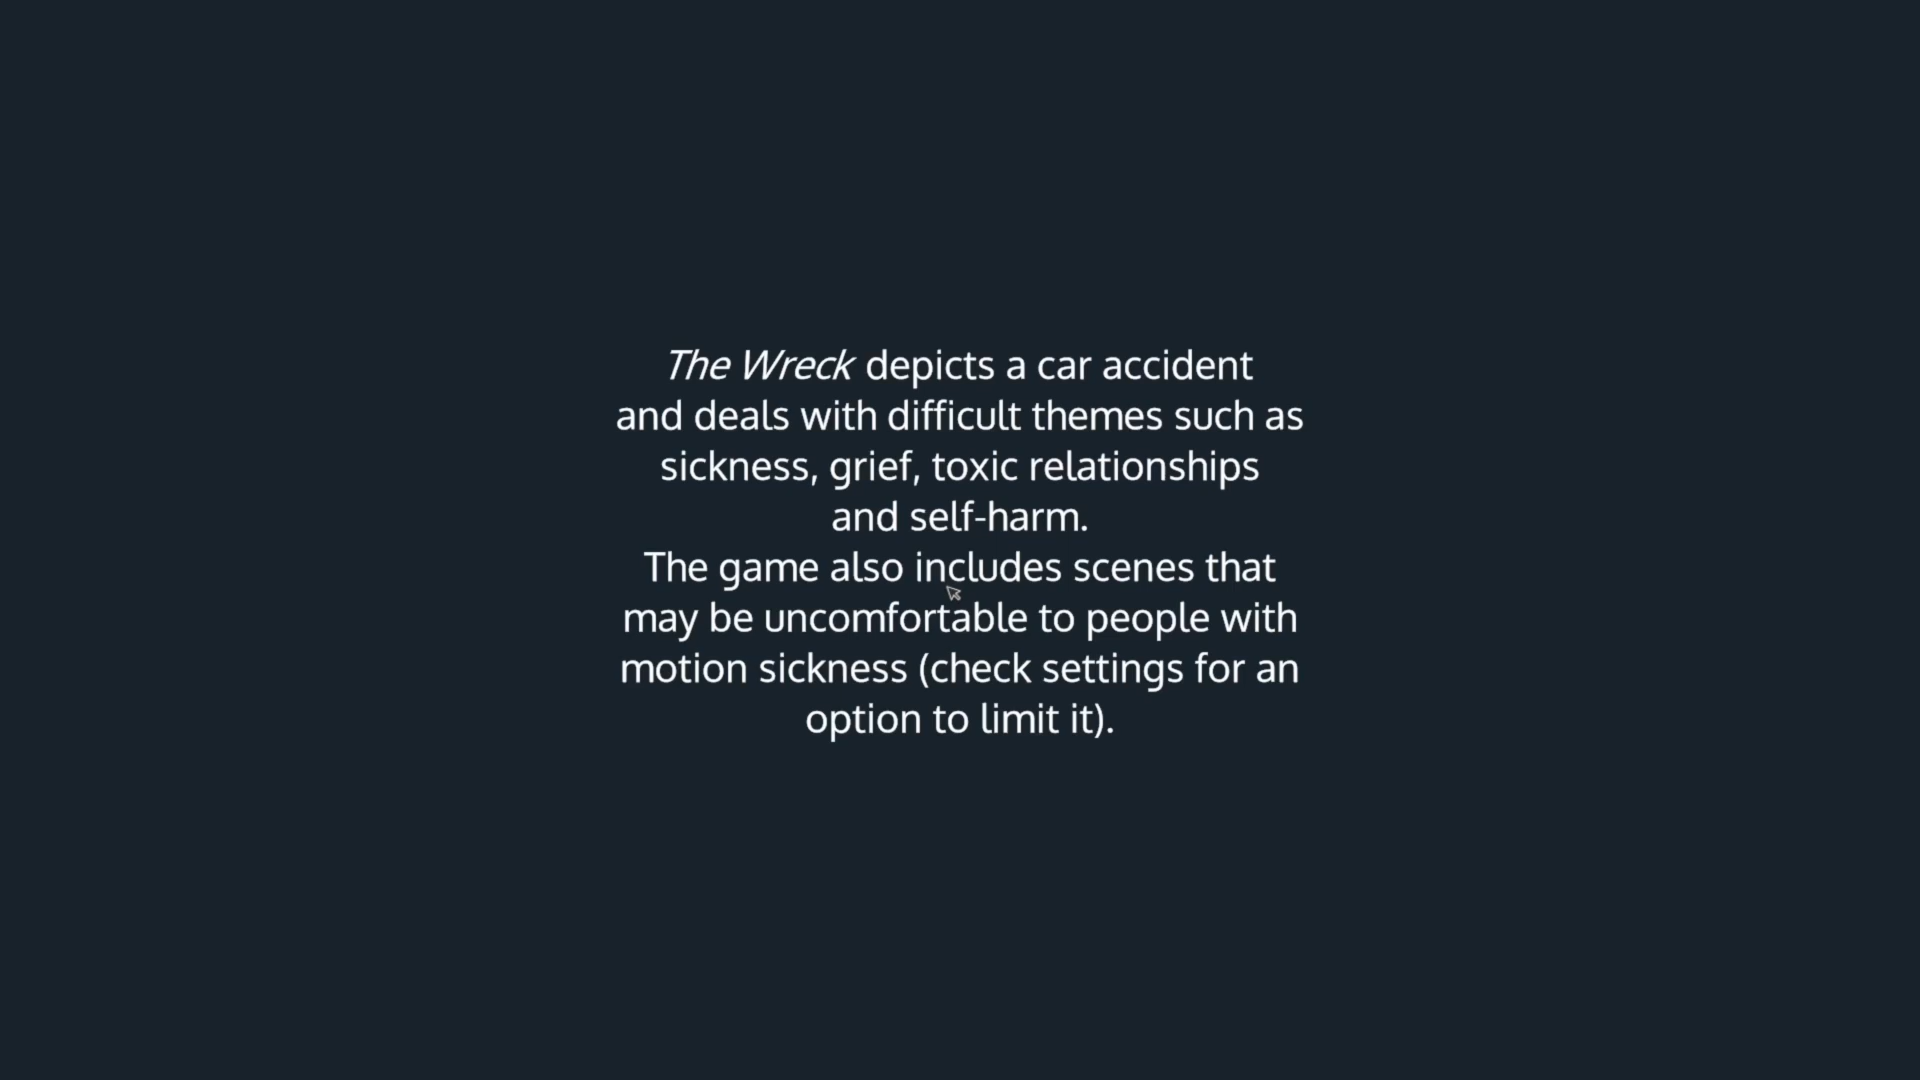 The Wreck depicts a car accident
and deals with difficult themes such as
sickness, grief, toxic relationships
and self-harm.
The game also includes scenes that
may be uncomfortable to people with
motion sickness (check settings for an
option to limit it).